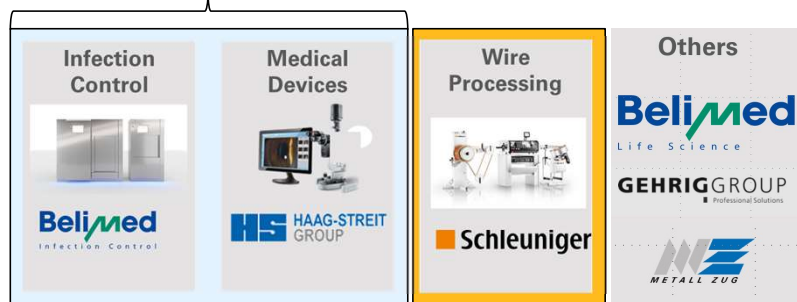 Infection
Control
Belimed
Infection Control
Medical
Devices
HS HAAG-STREIT
GROUP
Wire
Processing
Schleuniger
Others
Belimed
Life Science
GEHRIGGROUP
Professional Solutions
MZ
METALL ZUG